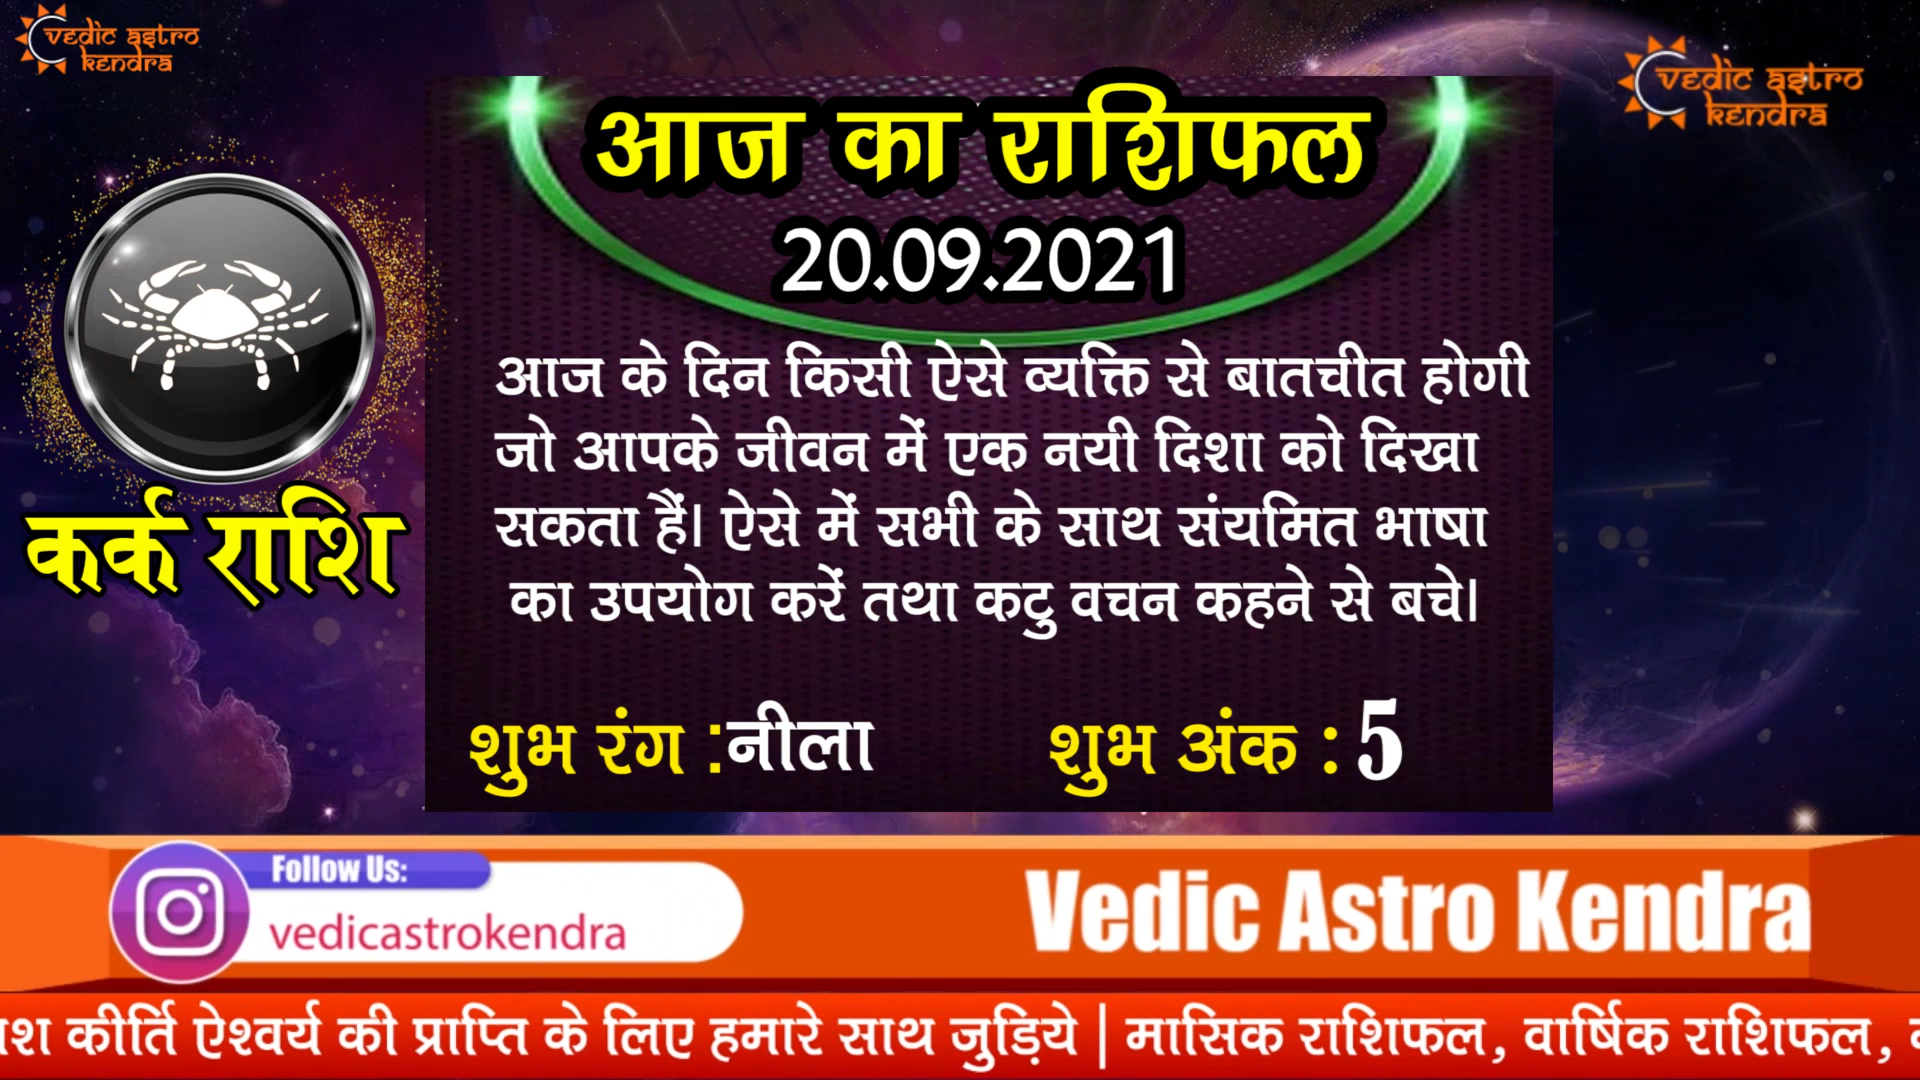 vedic astro
kendra
vedic astro
kendra
आज का राशिफल
20.09.2021
आज के दिन किसी ऐसे व्यक्ति से बातचीत होगी
जो आपके जीवन में एक नयी दिशा को दिखा
सकता हैं। ऐसे में सभी के साथ संयमित भाषा
का उपयोग करें तथा कटु वचन कहने से बचे।
कर्क राशि
शुभ रंग :नीला
शुभ अंक : 5
Follow Us:
vedicastrokendra
Vedic Astro Kendra
कीर्ति ऐश्वर्य की प्राप्ति के लिए हमारे साथ जुड़िये | मासिक राशिफल, वार्षिक राशिफल,